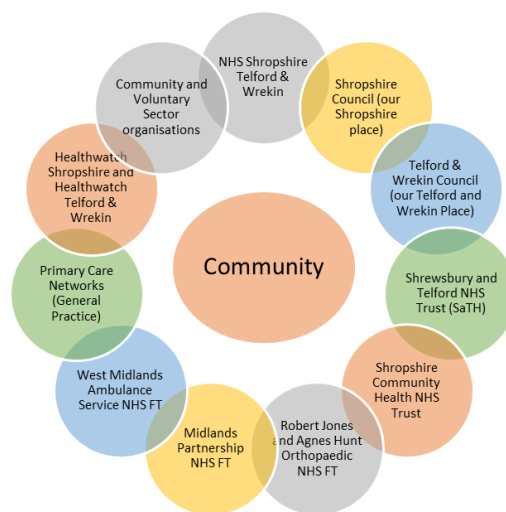 NHS Shropshire
Telford &
Wrekin
Shropshire
Council (our
Shropshire
place)
Telford &
Wrekin Council
(our Telford and
Wrekin Place)
Shrewsbury and
Telford NHS
Trust (SaTH)
Shropshire
Community
Health NHS
Trust
Robert Jones
and Agnes Hunt
Orthopaedic
NHS FT
Midlands
Partnership
NHS FT
West Midlands
Ambulance
Service NHS FT
Primary Care
Networks
(General
Practice)
Healthwatch
Shropshire and
Healthwatch
Telford &
Wrekin
Community and
Voluntary
Sector
organisations
Community